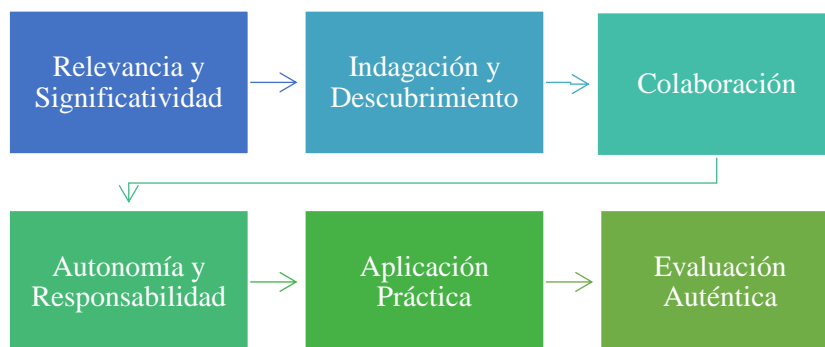 Relevancia y
Significatividad
Indagación y
Descubrimiento
Colaboración
Autonomía y
Responsabilidad
Aplicación
Práctica
Evaluación
Auténtica